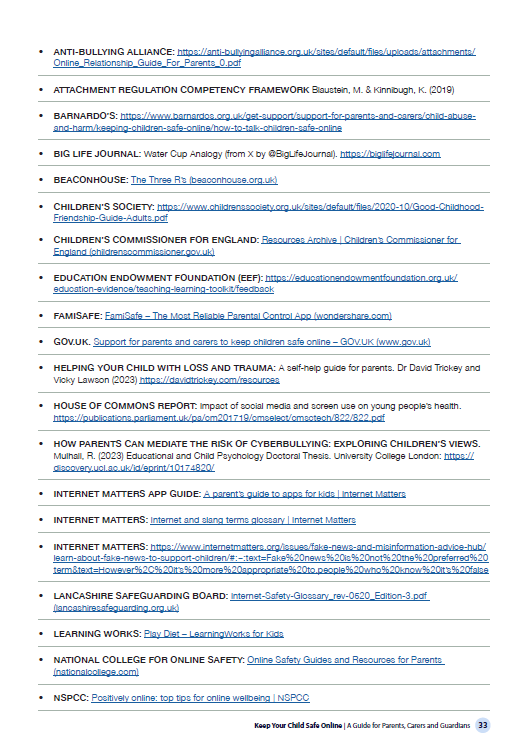 • ANTI-BULLYING ALLIANCE: https://anti-bullyingalliance.org.uk/sites/default/files/uploads/attachments/
Online_Relationship_Guide_For_Parents_0.pdf
• ATTACHMENT REGULATION COMPETENCY FRAMEWORK Blaustein, M. & Kinnibugh, K. (2019)
• BARNARDO'S: https://www.barnardos.org.uk/get-support/support-for-parents-and-carers/child-abuse-
and-harm/keeping-children-safe-online/how-to-talk-children-safe-online
• BIG LIFE JOURNAL: Water Cup Analogy (from X by @BigLifeJournal). https://biglifejournal.com
• BEACONHOUSE: The Three R's (beaconhouse.org.uk)
• CHILDREN'S SOCIETY: https://www.childrenssociety.org.uk/sites/default/files/2020-10/Good-Childhood-
Friendship-Guide-Adults.pdf
• CHILDREN'S COMMISSIONER FOR ENGLAND: Resources Archive | Children's Commissioner for
England (childrenscommissioner.gov.uk)
• EDUCATION ENDOWMENT FOUNDATION (EEF): https://educationendowmentfoundation.org.uk/
education-evidence/teaching-learning-toolkit/feedback
• FAMISAFE: FamiSafe – The Most Reliable Parental Control App (wondershare.com)
• GOV.UK. Support for parents and carers to keep children safe online – GOV.UK (www.gov.uk)
• HELPING YOUR CHILD WITH LOSS AND TRAUMA: A self-help guide for parents. Dr David Trickey and
Vicky Lawson (2023) https://davidtrickey.com/resources
• HOUSE OF COMMONS REPORT: Impact of social media and screen use on young people's health.
https://publications.parliament.uk/pa/cm201719/cmselect/cmsctech/822/822.pdf
• HOW PARENTS CAN MEDIATE THE RISK OF CYBERBULLYING: EXPLORING CHILDREN'S VIEWS.
Mulhall, R. (2023) Educational and Child Psychology Doctoral Thesis. University College London: https://
discovery.ucl.ac.uk/id/eprint/10174820/
• INTERNET MATTERS APP GUIDE: A parent's guide to apps for kids | Internet Matters
• INTERNET MATTERS: Internet and slang terms glossary | Internet Matters
• INTERNET MATTERS: https://www.internetmatters.org/issues/fake-news-and-misinformation-advice-hub/
learn-about-fake-news-to-support-children/#:~:text=Fake%20news%20is%20not%20the%20preferred%20
term&text=However%2C%20it's%20more%20appropriate%20to,people%20who%20know%20it's%20false
• LANCASHIRE SAFEGUARDING BOARD: Internet-Safety-Glossary_rev-0520_Edition-3.pdf
(lancashiresafeguarding.org.uk)
• LEARNING WORKS: Play Diet – LearningWorks for Kids
• NATIONAL COLLEGE FOR ONLINE SAFETY: Online Safety Guides and Resources for Parents
(nationalcollege.com)
• NSPCC: Positively online: top tips for online wellbeing | NSPCC
Keep Your Child Safe Online | A Guide for Parents, Carers and Guardians 33